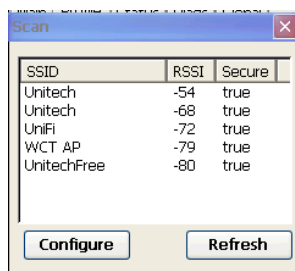 Scan
SSID RSSI Secure
Unitech -54 true
Unitech -68 true
UniFi -72 true
WCT AP -79 true
UnitechFree -80 true
Configure Refresh